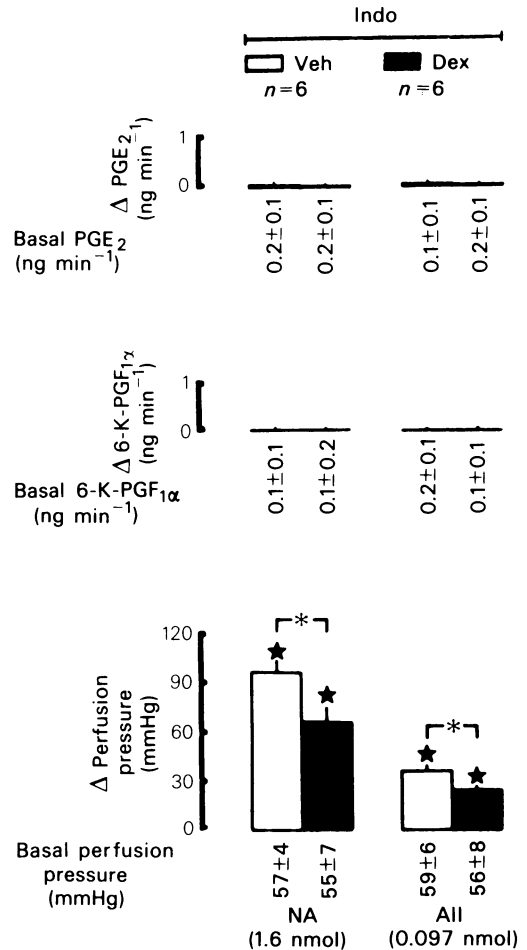 Indo
Veh Dex
n=6 n=6
Δ PGE₂
(ng min⁻¹)
1
0
Basal PGE₂
(ng min⁻¹)
0.2±0.1 0.2±0.1 0.1±0.1 0.2±0.1
Δ 6-K-PGF₁α
(ng min⁻¹)
1
0
Basal 6-K-PGF₁α
(ng min⁻¹)
0.1±0.1 0.1±0.2 0.2±0.1 0.1±0.1
Δ Perfusion
pressure
(mmHg)
120
90
60
30
0
* *
Basal perfusion
pressure
(mmHg)
57±4 55±7 59±6 56±8
NA AII
(1.6 nmol) (0.097 nmol)